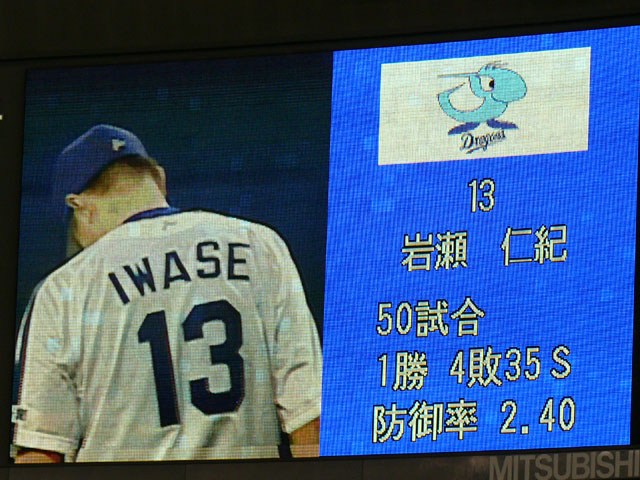 IWASE
13
Dragons
13
岩瀬 仁紀
50試合
1勝 4敗35S
防御率 2.40
MITSUBISHI